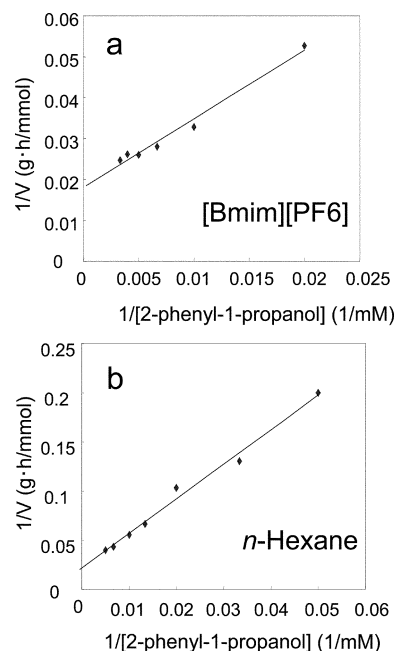 a
0.06
0.05
0.04
0.03
0.02
0.01
0
1/V (g·h/mmol)
[Bmim][PF6]
0 0.005 0.01 0.015 0.02 0.025
1/[2-phenyl-1-propanol] (1/mM)
b
0.25
0.2
0.15
0.1
0.05
0
1/V (g·h/mmol)
n-Hexane
0 0.01 0.02 0.03 0.04 0.05 0.06
1/[2-phenyl-1-propanol] (1/mM)